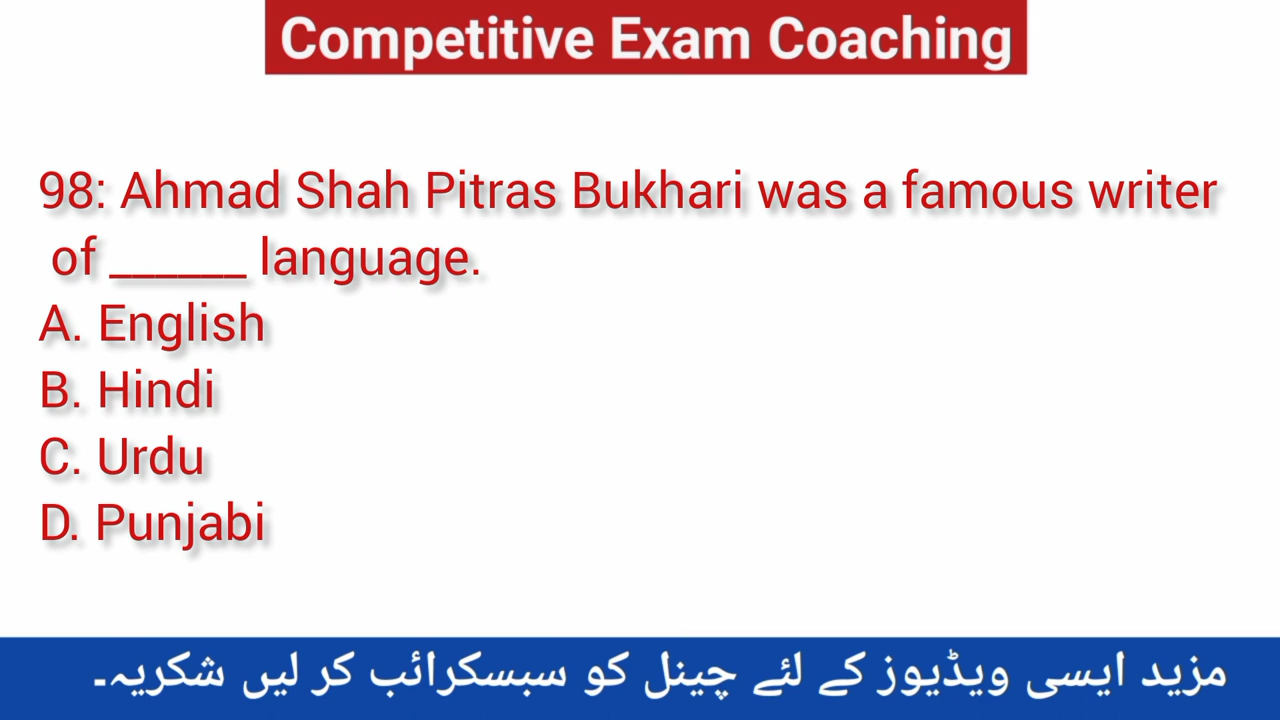 Competitive Exam Coaching
98: Ahmad Shah Pitras Bukhari was a famous writer
of ______ language.
A. English
B. Hindi
C. Urdu
D. Punjabi
مزید ایسی ویڈیوز کے لئے چینل کو سبسکرائب کر لیں شکریہ۔